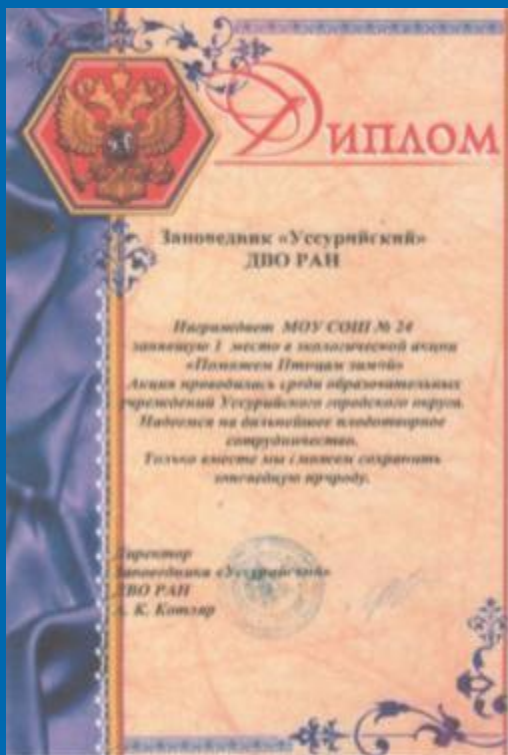 Диплом
Заповедник «Уссурийский»
ДВО РАН
Награждает МОУ СОШ № 24
занявшую 1 место в экологической акции
«Поможем Птицам зимой»
Акция проводилась среди образовательных
учреждений Уссурийского городского округа.
Надеемся на дальнейшее плодотворное
сотрудничество.
Только вместе мы сможем сохранить
заповедную природу.
Директор
Заповедника «Уссурийский»
ДВО РАН
А. К. Котляр